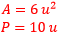 A = 6 u²
P = 10 u